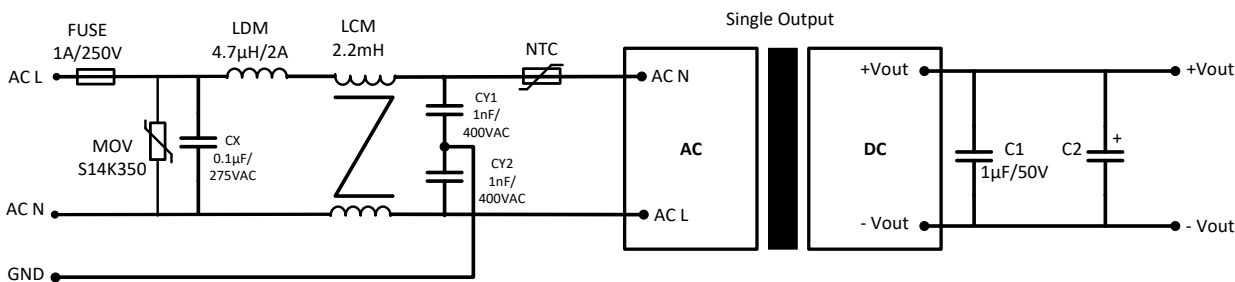 Single Output
FUSE
1A/250V
LDM
4.7µH/2A
LCM
2.2mH
NTC
AC L
AC N
+Vout
+Vout
MOV
S14K350
CX
0.1µF/
275VAC
CY1
1nF/
400VAC
CY2
1nF/
400VAC
AC
DC
C1
1µF/50V
C2
+
AC N
AC L
- Vout
- Vout
GND